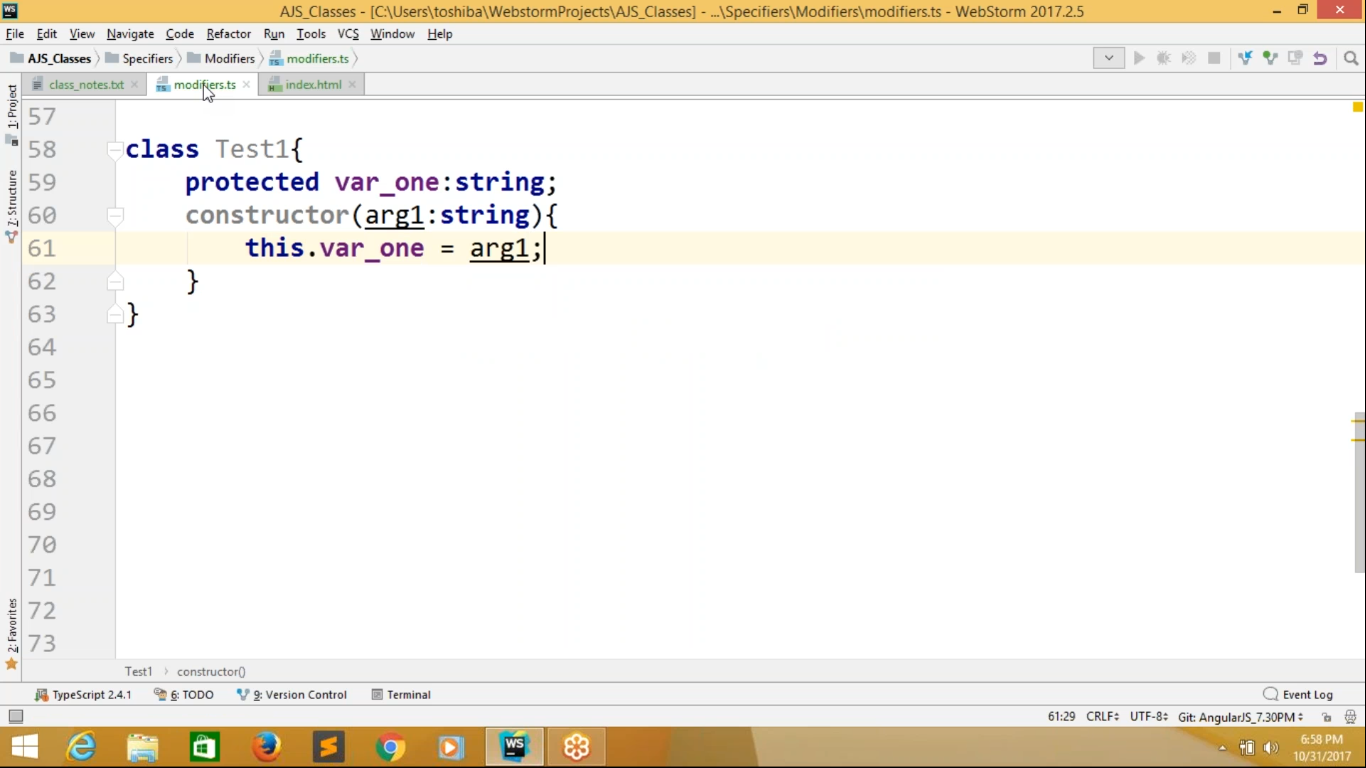 WS
AJS_Classes - [C:\Users\toshiba\WebstormProjects\AJS_Classes] - ...\Specifiers\Modifiers\modifiers.ts - WebStorm 2017.2.5
File Edit View Navigate Code Refactor Run Tools VCS Window Help
AJS_Classes Specifiers Modifiers modifiers.ts
class_notes.txt modifiers.ts index.html
1: Project
7: Structure
2: Favorites
57
58 class Test1{
59 protected var_one:string;
60 constructor(arg1:string){
61 this.var_one = arg1;
62 }
63 }
64
65
66
67
68
69
70
71
72
73
Test1 constructor()
TypeScript 2.4.1 6: TODO 9: Version Control Terminal Event Log
61:29 CRLF UTF-8 Git: AngularJS_7.30PM
WS
6:58 PM
10/31/2017